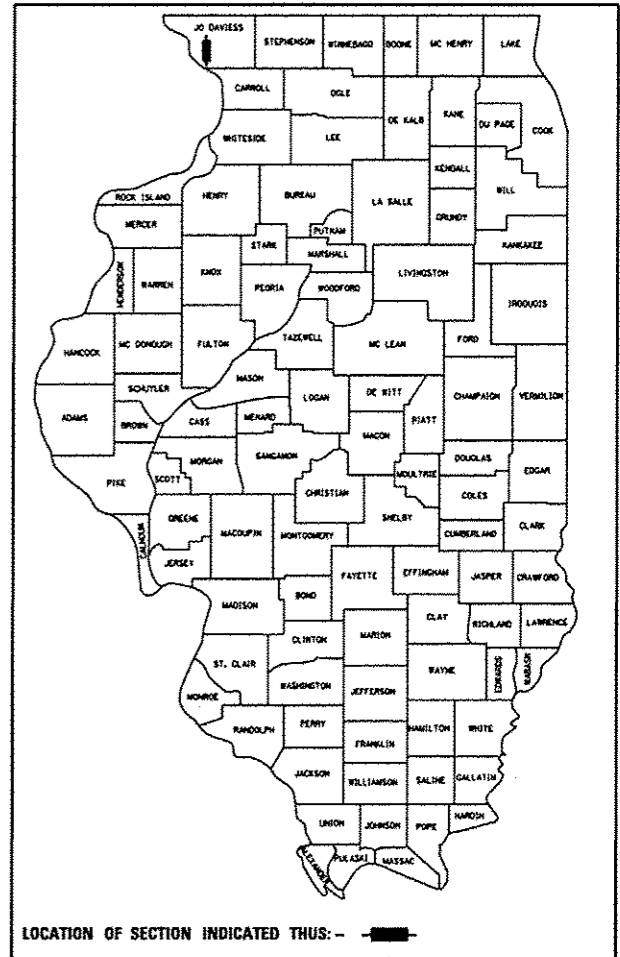 JO DAVIESS
STEPHENSON
WINNEBAGO
BOONE
MC HENRY
LAKE
CARROLL
OGLE
DE KALB
KANE
DU PAGE
COOK
WHITESIDE
LEE
KENDALL
WILL
ROCK ISLAND
HENRY
BUREAU
LA SALLE
GRUNDY
MERCER
PUTNAM
STARK
MARSHALL
KANKAKEE
HENDERSON
WARREN
KNOX
PEORIA
WOODFORD
LIVINGSTON
IROQUOIS
HANCOCK
MC DONOUGH
FULTON
TAZEWELL
MC LEAN
FORD
SCHUYLER
MASON
LOGAN
DE WITT
CHAMPAIGN
VERMILION
ADAMS
BROWN
CASS
MENARD
PIATT
MACON
PIKE
SCOTT
MORGAN
SANGAMON
MOULTRIE
DOUGLAS
EDGAR
CHRISTIAN
COLES
CALHOUN
GREENE
MACOUPIN
MONTGOMERY
SHELBY
CUMBERLAND
CLARK
JERSEY
FAYETTE
EFFINGHAM
JASPER
CRAWFORD
MADISON
BOND
CLAY
RICHLAND
LAWRENCE
CLINTON
MARION
ST. CLAIR
WAYNE
EDWARDS
WABASH
MONROE
WASHINGTON
JEFFERSON
RANDOLPH
PERRY
HAMILTON
WHITE
FRANKLIN
JACKSON
WILLIAMSON
SALINE
GALLATIN
UNION
JOHNSON
POPE
HARDIN
ALEXANDER
PULASKI
MASSAC
LOCATION OF SECTION INDICATED THUS: -